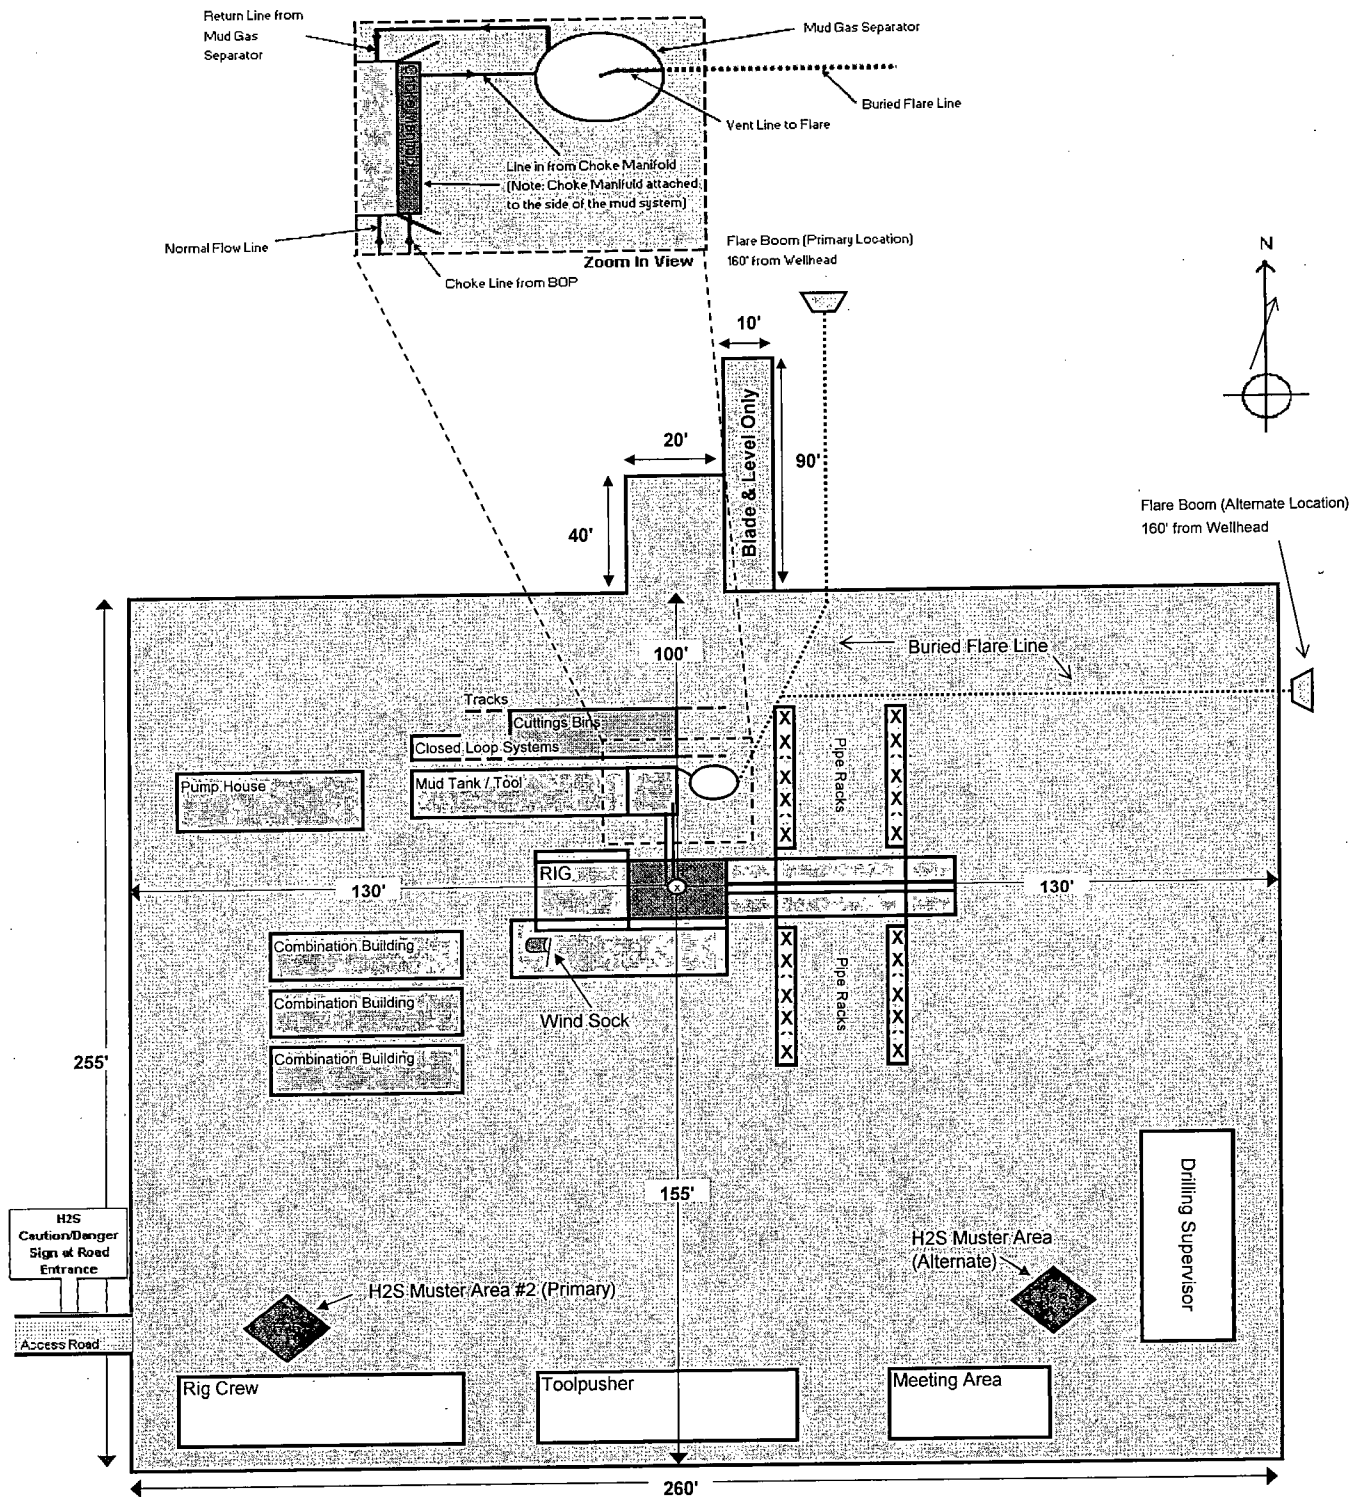 Return Line from
Mud Gas
Separator
Mud Gas Separator
Buried Flare Line
Vent Line to Flare
Choke Manifold
Line in from Choke Manifold
(Note: Choke Manifold attached
to the side of the mud system)
Normal Flow Line
Choke Line from BOP
Zoom In View
Flare Boom (Primary Location)
160' from Wellhead
N
10'
20'
40'
Blade & Level Only
90'
Flare Boom (Alternate Location)
160' from Wellhead
100'
Buried Flare Line
Tracks
Cuttings Bins
Closed Loop Systems
Mud Tank / Tool
Pump House
X
X
X
X
X
X
X
X
X
X
Pipe Racks
RIG
130'
x
130'
Combination Building
Combination Building
Combination Building
Wind Sock
X
X
X
X
X
X
X
X
X
X
Pipe Racks
255'
155'
Drilling Supervisor
H2S
Caution/Danger
Sign at Road
Entrance
Access Road
H2S Muster Area #2 (Primary)
H2S Muster Area
(Alternate)
Rig Crew
Toolpusher
Meeting Area
260'